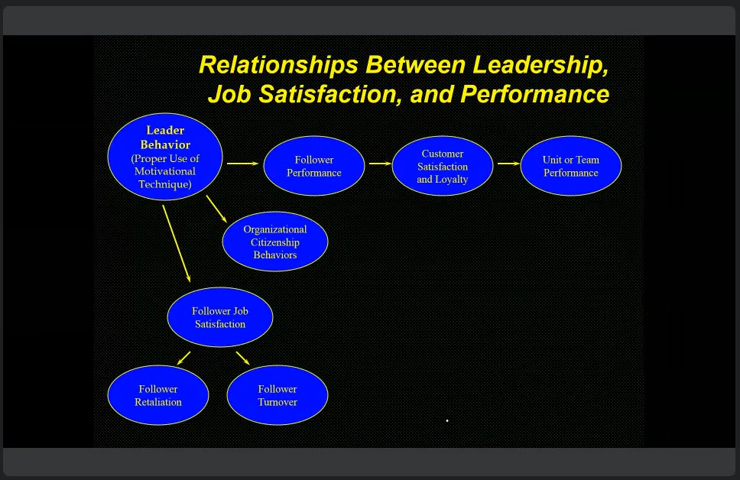 Relationships Between Leadership,
Job Satisfaction, and Performance
Leader
Behavior
(Proper Use of
Motivational
Technique)
Follower
Performance
Customer
Satisfaction
and Loyalty
Unit or Team
Performance
Organizational
Citizenship
Behaviors
Follower Job
Satisfaction
Follower
Retaliation
Follower
Turnover